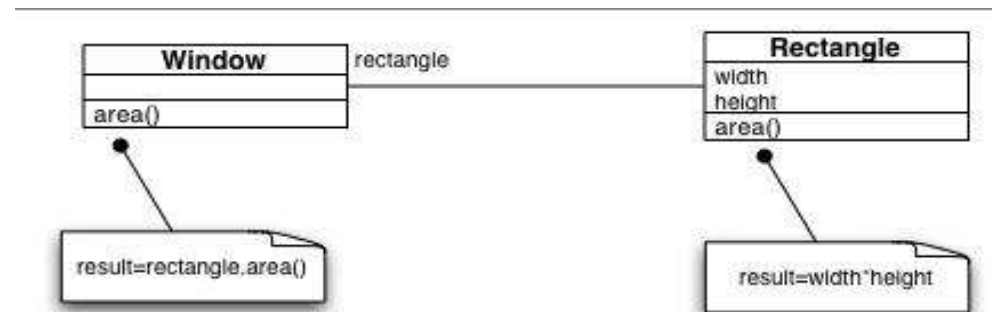 Window
area()
rectangle
Rectangle
width
height
area()
result=rectangle.area()
result=width*height